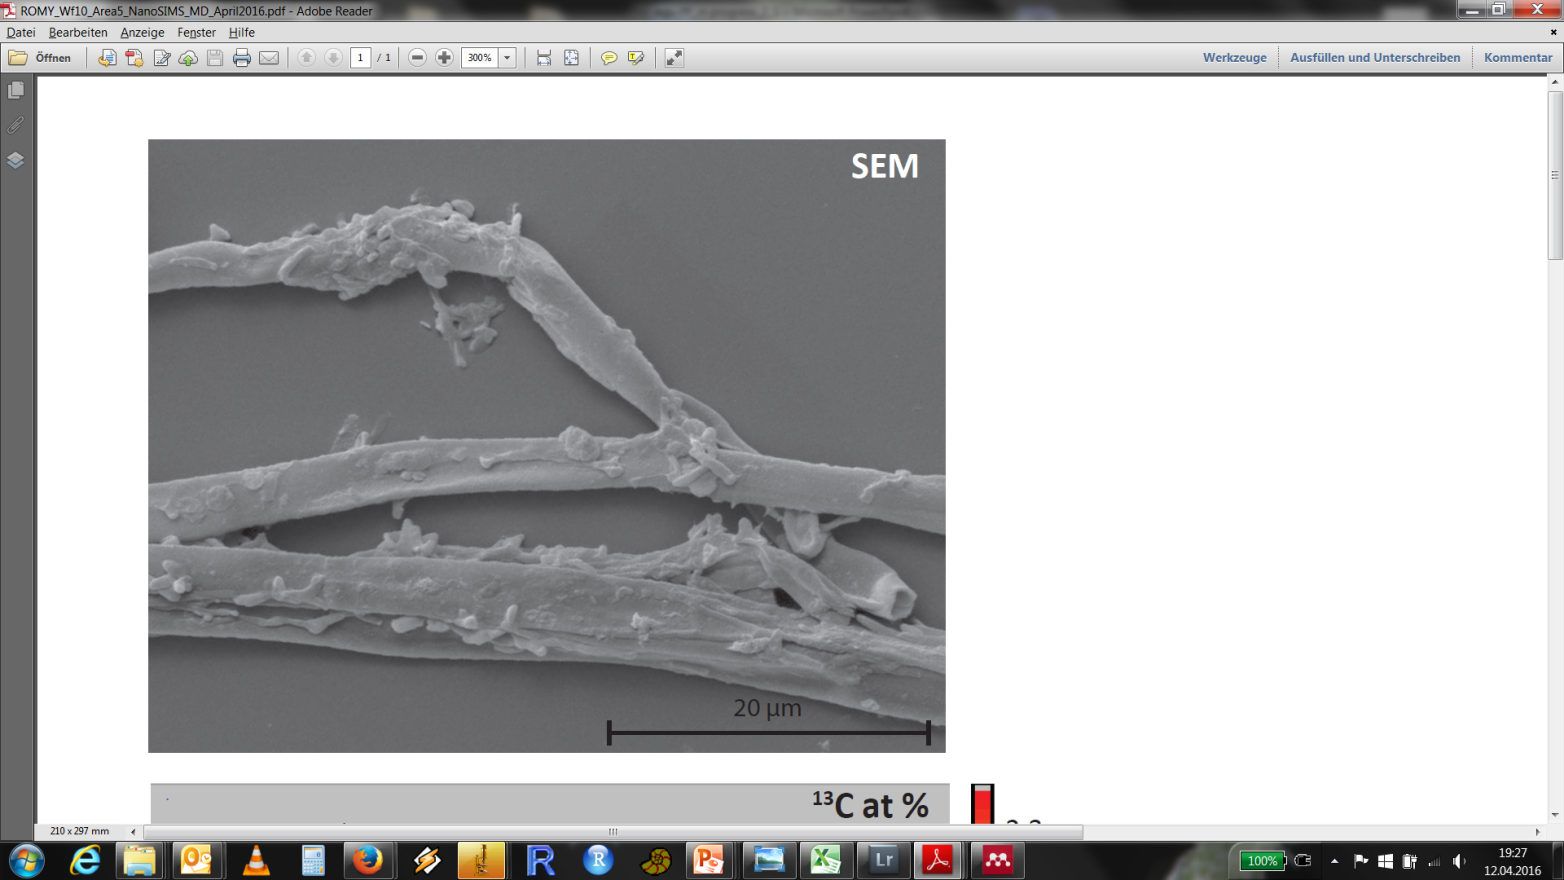 ROMY_Wf10_Area5_NanoSIMS_MD_April2016.pdf - Adobe Reader
Datei Bearbeiten Anzeige Fenster Hilfe
Öffnen 1 / 1 300% Werkzeuge Ausfüllen und Unterschreiben Kommentar
SEM
20 µm
¹³C at %
210 x 297 mm
100% 19:27
12.04.2016